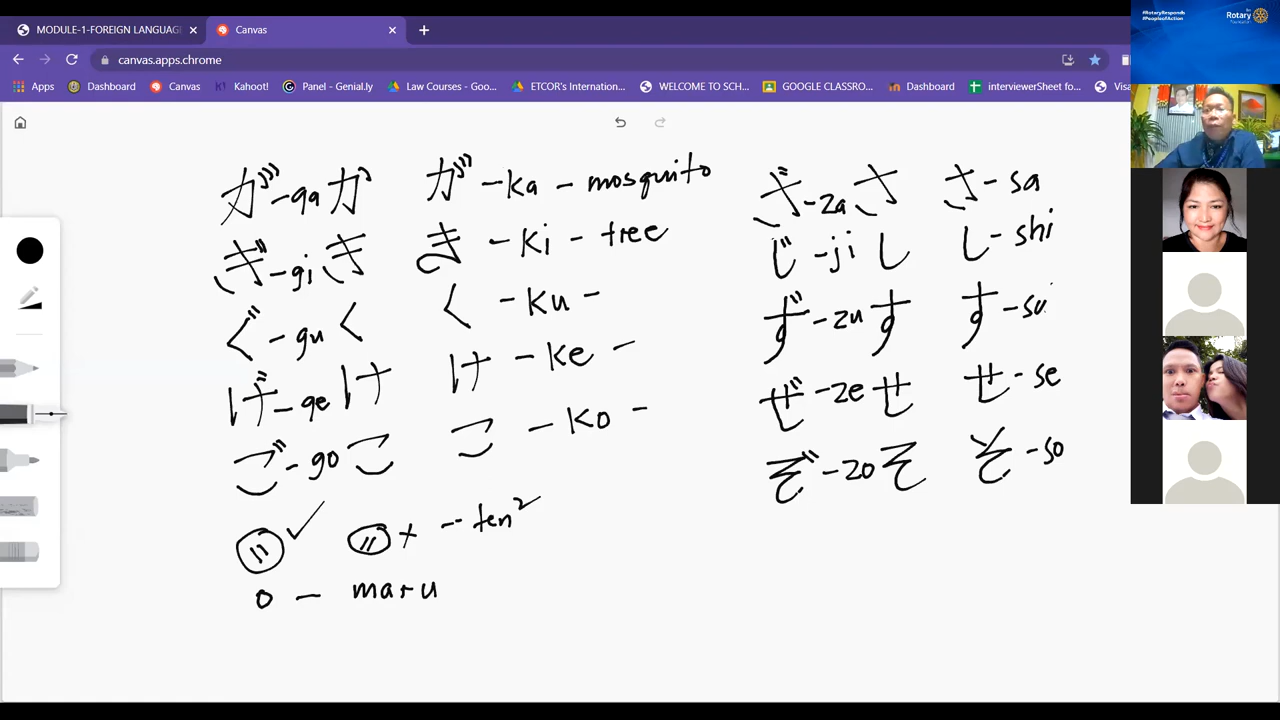 MODULE-1-FOREIGN LANGUAG
Canvas
canvas.apps.chrome
Apps
Dashboard
Canvas
Kahoot!
Panel - Genial.ly
Law Courses - Goo...
ETCOR's Internation...
WELCOME TO SCH...
GOOGLE CLASSRO...
Dashboard
interviewerSheet fo...
Visa
#RotaryResponds
#PeopleofAction
Rotary
が - ga か が - ka - mosquito
ぎ - gi き き - ki - tree
ぐ - gu く く - ku -
げ - ge け け - ke -
ご - go こ こ - ko -
-- ten²
o - maru
ざ - za さ さ - sa
じ - ji し し - shi
ず - zu す す - su
ぜ - ze せ せ - se
ぞ - zo そ そ - so